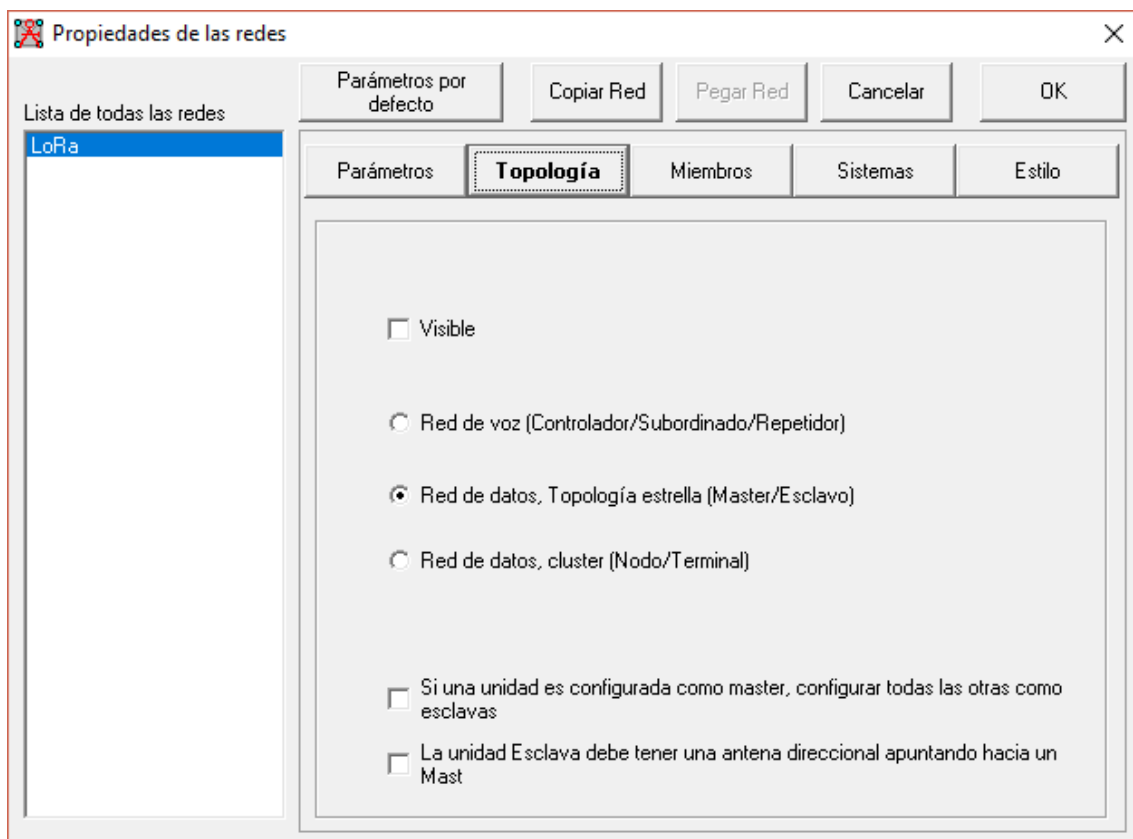 Propiedades de las redes
Lista de todas las redes
LoRa
Parámetros por
defecto
Copiar Red
Pegar Red
Cancelar
OK
Parámetros
Topología
Miembros
Sistemas
Estilo
Visible
Red de voz (Controlador/Subordinado/Repetidor)
Red de datos, Topología estrella (Master/Esclavo)
Red de datos, cluster (Nodo/Terminal)
Si una unidad es configurada como master, configurar todas las otras como
esclavas
La unidad Esclava debe tener una antena direccional apuntando hacia un
Mast